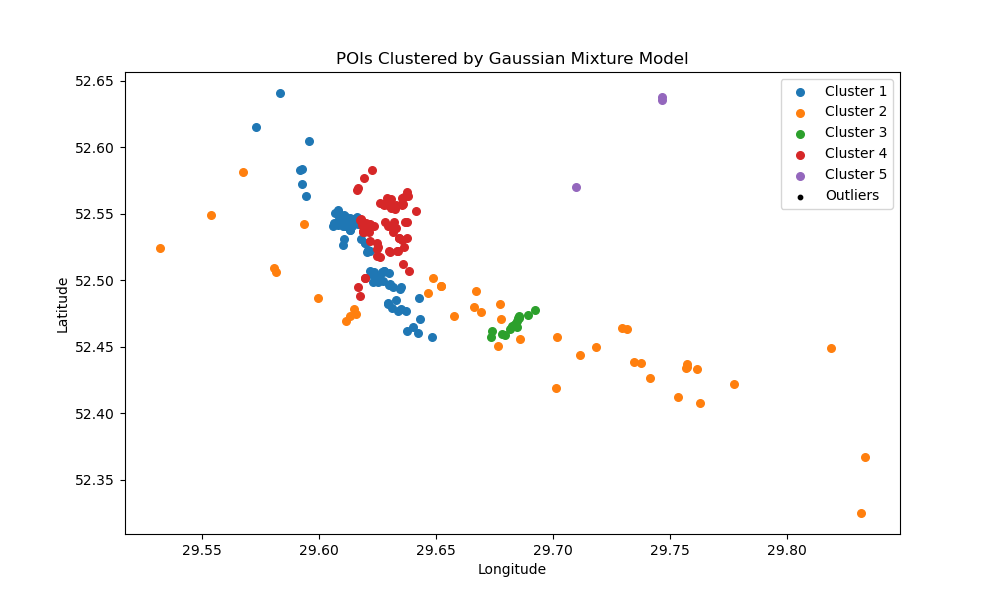 POIs Clustered by Gaussian Mixture Model
52.65
52.60
52.55
52.50
52.45
52.40
52.35
Latitude
29.55 29.60 29.65 29.70 29.75 29.80
Longitude
Cluster 1
Cluster 2
Cluster 3
Cluster 4
Cluster 5
Outliers